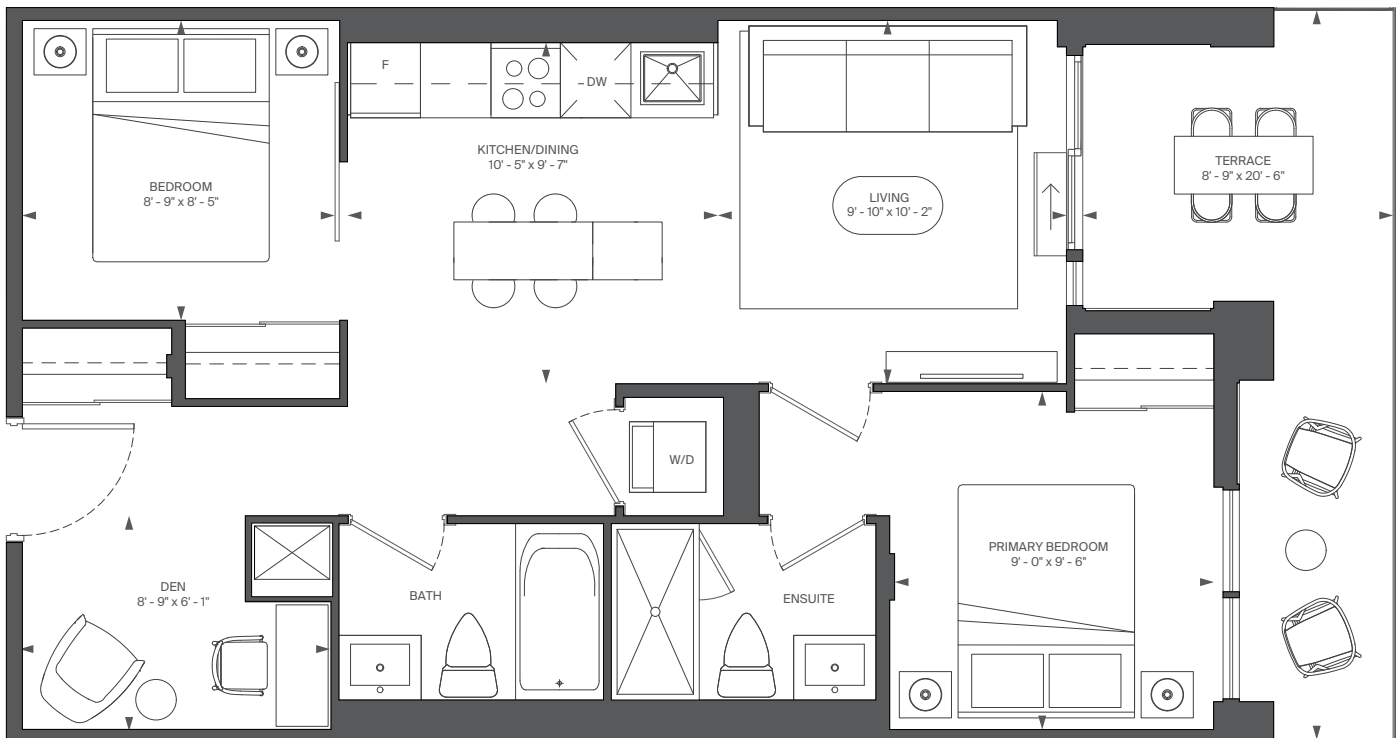 F
DW
KITCHEN/DINING
10' - 5" x 9' - 7"
BEDROOM
8' - 9" x 8' - 5"
LIVING
9' - 10" x 10' - 2"
TERRACE
8' - 9" x 20' - 6"
W/D
PRIMARY BEDROOM
9' - 0" x 9' - 6"
DEN
8' - 9" x 6' - 1"
BATH
ENSUITE